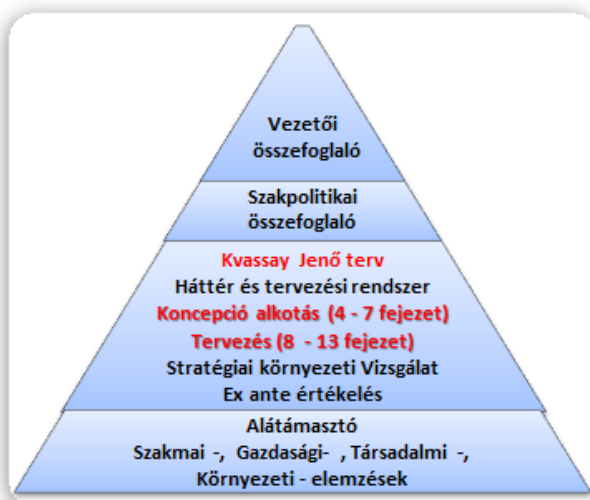 Vezetői
összefoglaló
Szakpolitikai
összefoglaló
Kvassay Jenő terv
Háttér és tervezési rendszer
Koncepció alkotás (4 - 7 fejezet)
Tervezés (8 - 13 fejezet)
Stratégiai környezeti Vizsgálat
Ex ante értékelés
Alátámasztó
Szakmai -, Gazdasági- , Társadalmi -,
Környezeti - elemzések